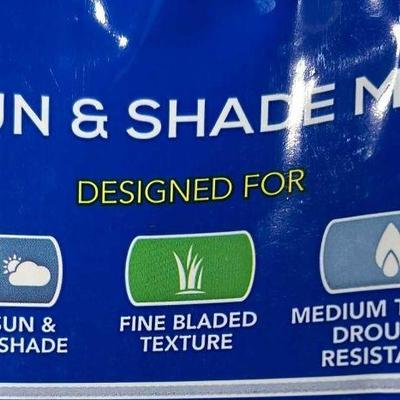 UN & SHADE M
DESIGNED FOR
SUN &
SHADE
FINE BLADED
TEXTURE
MEDIUM T
DROU
RESISTA